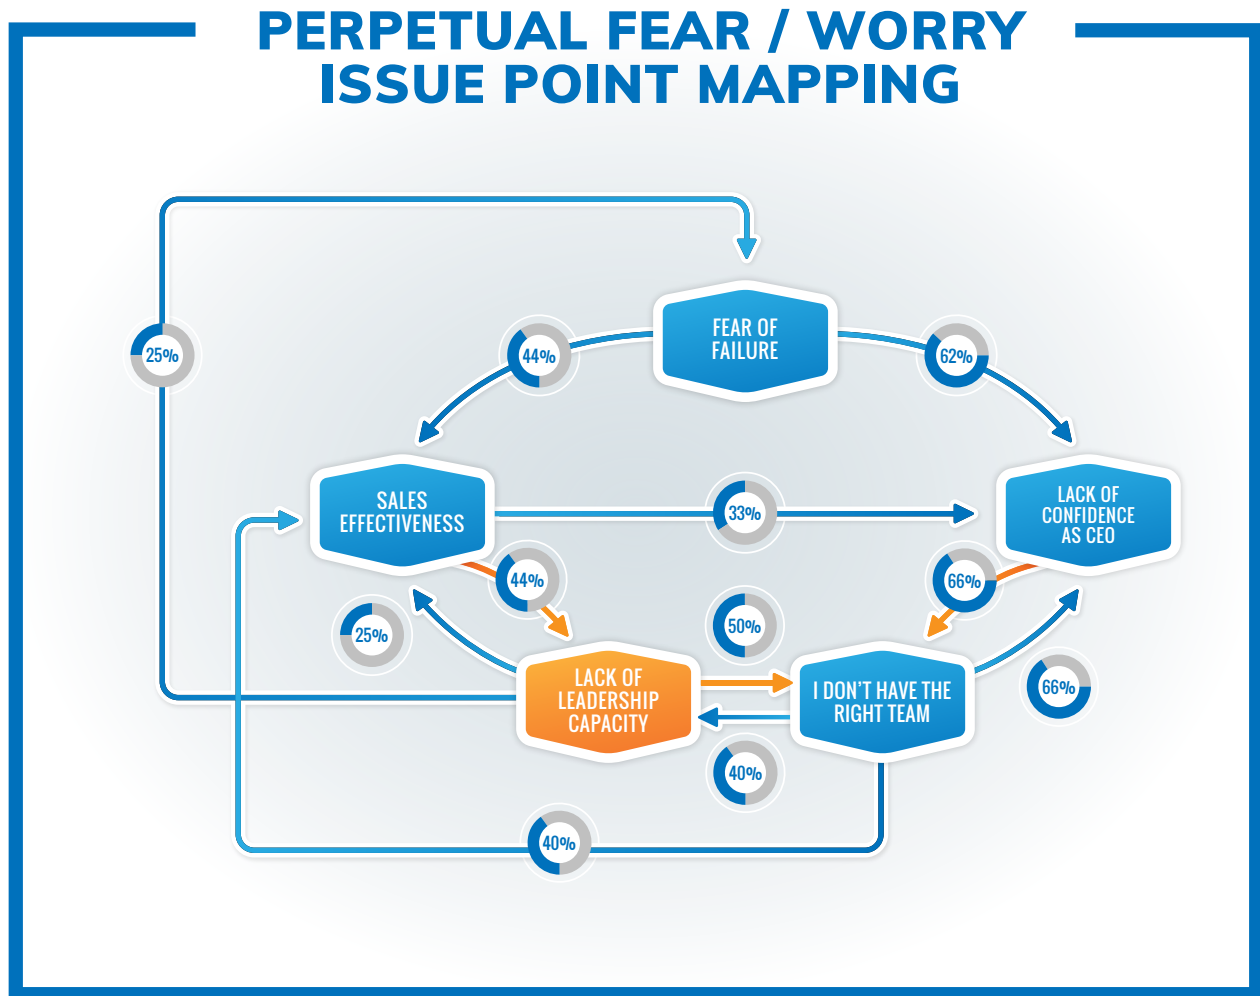 PERPETUAL FEAR / WORRY
ISSUE POINT MAPPING
FEAR OF
FAILURE
25%
44%
62%
SALES
EFFECTIVENESS
33%
LACK OF
CONFIDENCE
AS CEO
44%
66%
25%
50%
LACK OF
LEADERSHIP
CAPACITY
I DON'T HAVE THE
RIGHT TEAM
66%
40%
40%